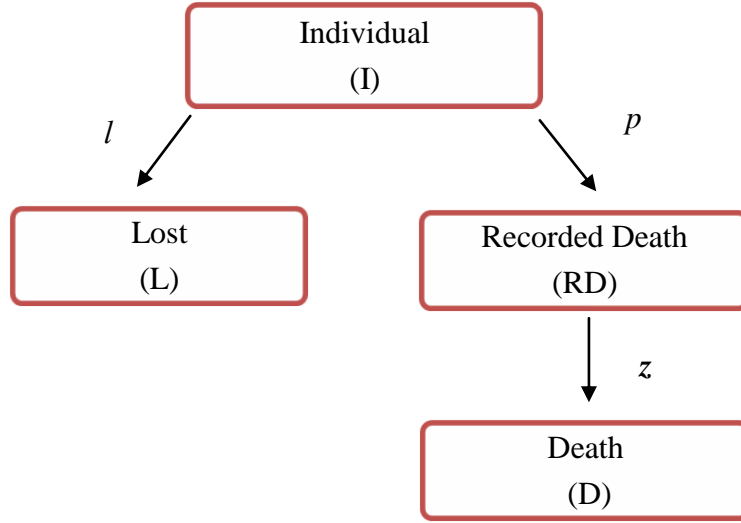 Individual
(I)
l
p
Lost
(L)
Recorded Death
(RD)
z
Death
(D)